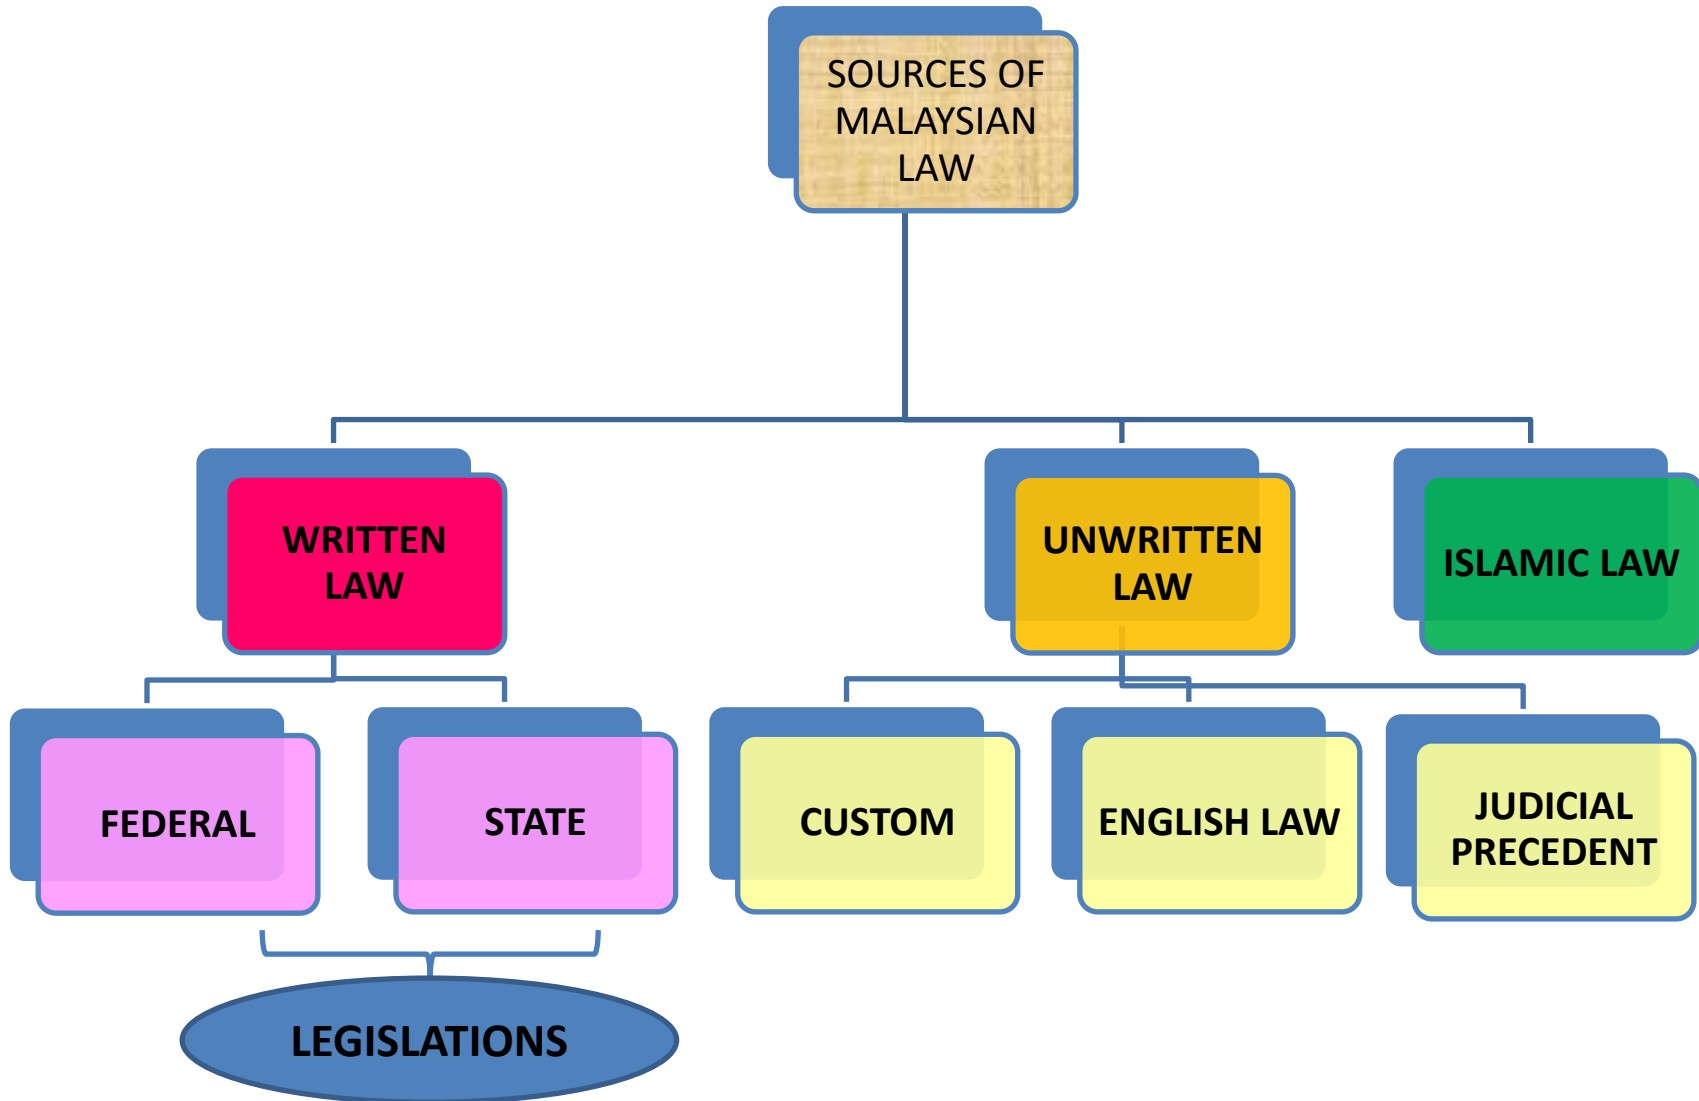 SOURCES OF
MALAYSIAN
LAW
WRITTEN
LAW
UNWRITTEN
LAW
ISLAMIC LAW
FEDERAL
STATE
CUSTOM
ENGLISH LAW
JUDICIAL
PRECEDENT
LEGISLATIONS